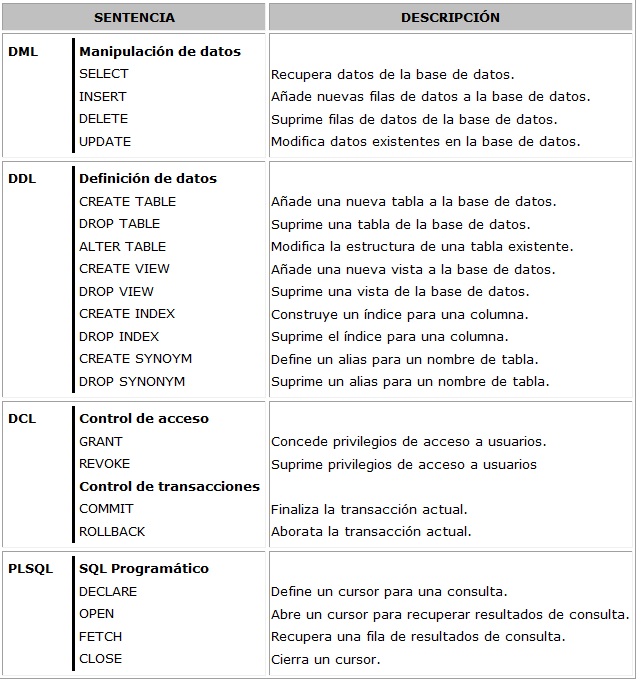 SENTENCIA DESCRIPCIÓN
DML Manipulación de datos
SELECT Recupera datos de la base de datos.
INSERT Añade nuevas filas de datos a la base de datos.
DELETE Suprime filas de datos de la base de datos.
UPDATE Modifica datos existentes en la base de datos.
DDL Definición de datos
CREATE TABLE Añade una nueva tabla a la base de datos.
DROP TABLE Suprime una tabla de la base de datos.
ALTER TABLE Modifica la estructura de una tabla existente.
CREATE VIEW Añade una nueva vista a la base de datos.
DROP VIEW Suprime una vista de la base de datos.
CREATE INDEX Construye un índice para una columna.
DROP INDEX Suprime el índice para una columna.
CREATE SYNOYM Define un alias para un nombre de tabla.
DROP SYNONYM Suprime un alias para un nombre de tabla.
DCL Control de acceso
GRANT Concede privilegios de acceso a usuarios.
REVOKE Suprime privilegios de acceso a usuarios
Control de transacciones
COMMIT Finaliza la transacción actual.
ROLLBACK Aborata la transacción actual.
PLSQL SQL Programático
DECLARE Define un cursor para una consulta.
OPEN Abre un cursor para recuperar resultados de consulta.
FETCH Recupera una fila de resultados de consulta.
CLOSE Cierra un cursor.